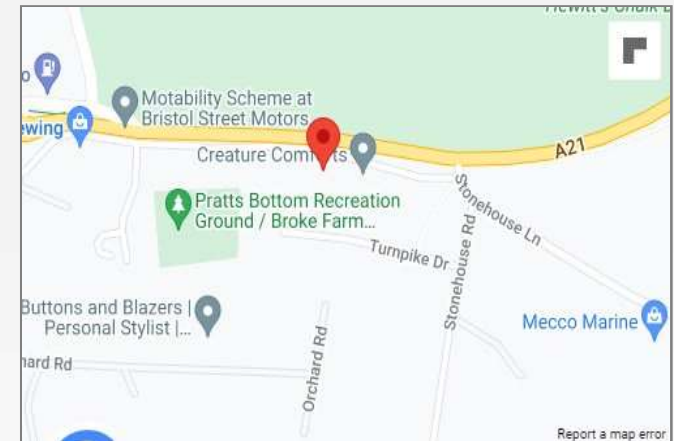 Motability Scheme at
Bristol Street Motors
ewing
Creature Comforts
A21
Pratts Bottom Recreation
Ground / Broke Farm...
Stonehouse Ln
Turnpike Dr
Stonehouse Rd
Buttons and Blazers |
Personal Stylist |...
Mecco Marine
Orchard Rd
hard Rd
Report a map error